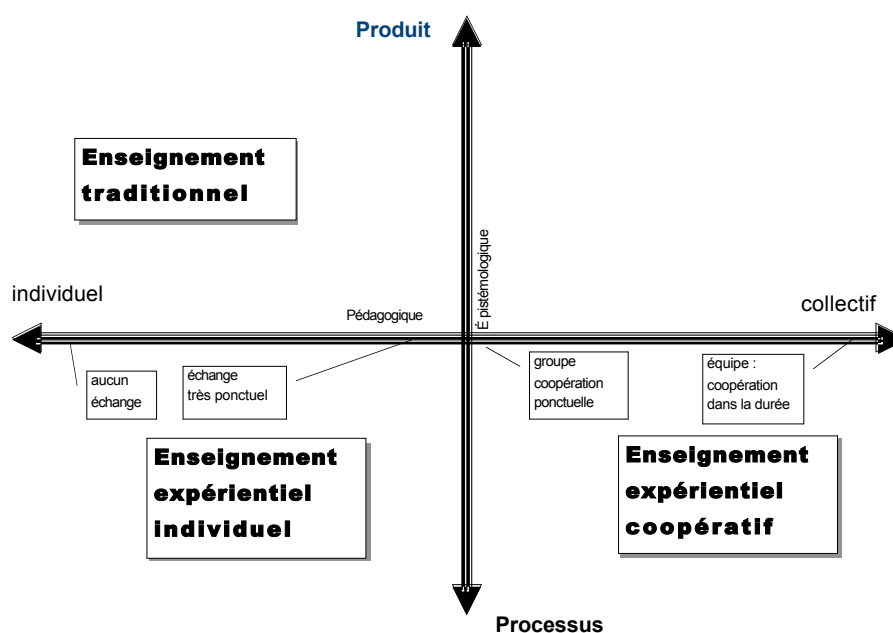 Produit
Enseignement
traditionnel
É pistémologique
individuel
collectif
Pédagogique
aucun
échange
échange
très ponctuel
groupe
coopération
ponctuelle
équipe :
coopération
dans la durée
Enseignement
expérientiel
individuel
Enseignement
expérientiel
coopératif
Processus